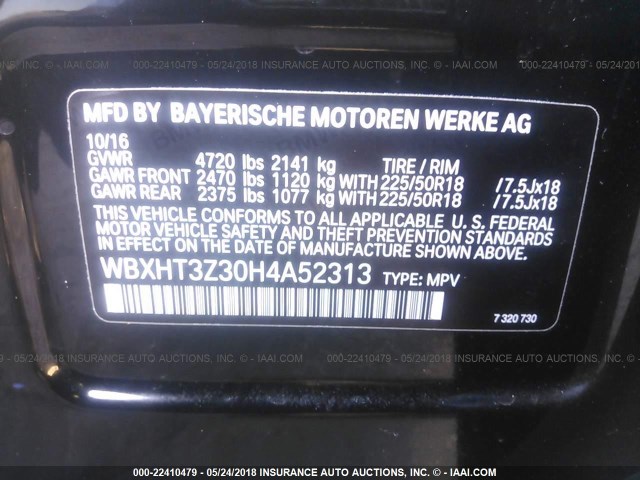 000-22410479 - 05/24/2018 INSURANCE AUTO AUCTIONS, INC. - © IAAI.COM
MFD BY BAYERISCHE MOTOREN WERKE AG
10/16
GVWR 4720 lbs 2141 kg TIRE / RIM
GAWR FRONT 2470 lbs 1120 kg WITH 225/50R18 /7.5Jx18
GAWR REAR 2375 lbs 1077 kg WITH 225/50R18 /7.5Jx18
THIS VEHICLE CONFORMS TO ALL APPLICABLE U. S. FEDERAL
MOTOR VEHICLE SAFETY AND THEFT PREVENTION
STANDARDS IN EFFECT ON THE DATE OF MANUFACTURE SHOWN ABOVE.
WBXHT3Z30H4A52313 TYPE: MPV
7 320 730
000-22410479 - 05/24/2018 INSURANCE AUTO AUCTIONS, INC. - © IAAI.COM
000-22410479 - 05/24/2018 INSURANCE AUTO AUCTIONS, INC. - © IAAI.COM